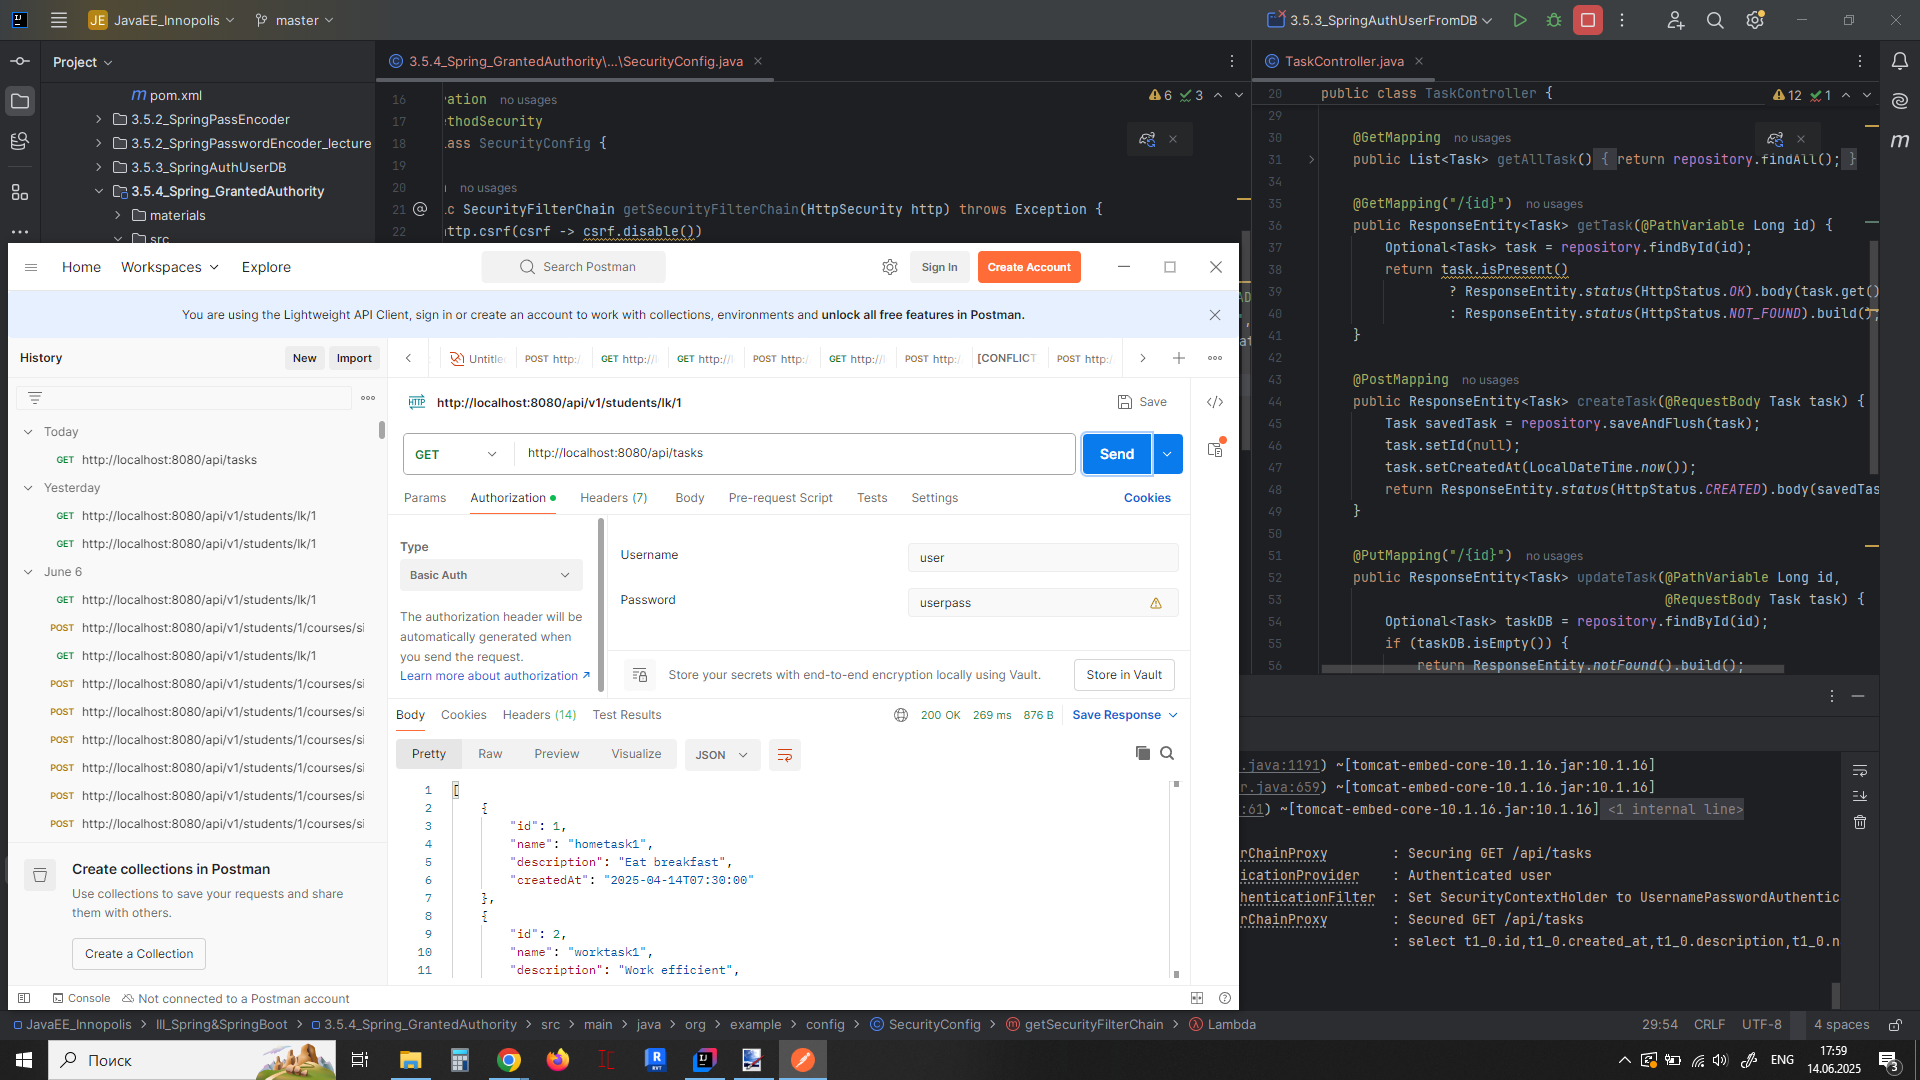 JE JavaEE_Innopolis master 3.5.3_SpringAuthUserFromDB
Project
pom.xml
3.5.2_SpringPassEncoder
3.5.2_SpringPasswordEncoder_lecture
3.5.3_SpringAuthUserDB
3.5.4_Spring_GrantedAuthority
materials
src
3.5.4_Spring_GrantedAuthority\...\SecurityConfig.java
6 3
16 ation no usages
17 thodSecurity
18 ass SecurityConfig {
19
20 no usages
21 c SecurityFilterChain getSecurityFilterChain(HttpSecurity http) throws Exception {
22 ttp.csrf(csrf -> csrf.disable())
TaskController.java
20 public class TaskController {
12 1
29
30 @GetMapping no usages
31 public List<Task> getAllTask() { return repository.findAll(); }
34
35 @GetMapping("/{id}") no usages
36 public ResponseEntity<Task> getTask(@PathVariable Long id) {
37 Optional<Task> task = repository.findById(id);
38 return task.isPresent()
39 ? ResponseEntity.status(HttpStatus.OK).body(task.get()
40 : ResponseEntity.status(HttpStatus.NOT_FOUND).build();
41 }
42
43 @PostMapping no usages
44 public ResponseEntity<Task> createTask(@RequestBody Task task) {
45 Task savedTask = repository.saveAndFlush(task);
46 task.setId(null);
47 task.setCreatedAt(LocalDateTime.now());
48 return ResponseEntity.status(HttpStatus.CREATED).body(savedTas
49 }
50
51 @PutMapping("/{id}") no usages
52 public ResponseEntity<Task> updateTask(@PathVariable Long id,
53 @RequestBody Task task) {
54 Optional<Task> taskDB = repository.findById(id);
55 if (taskDB.isEmpty()) {
56 return ResponseEntity.notFound().build();
Home Workspaces Explore Search Postman Sign In Create Account
You are using the Lightweight API Client, sign in or create an account to work with collections, environments and unlock all free features in Postman.
History New Import
Today
GET http://localhost:8080/api/tasks
Yesterday
GET http://localhost:8080/api/v1/students/lk/1
GET http://localhost:8080/api/v1/students/lk/1
June 6
GET http://localhost:8080/api/v1/students/lk/1
POST http://localhost:8080/api/v1/students/1/courses/si
GET http://localhost:8080/api/v1/students/lk/1
POST http://localhost:8080/api/v1/students/1/courses/si
POST http://localhost:8080/api/v1/students/1/courses/si
POST http://localhost:8080/api/v1/students/1/courses/si
POST http://localhost:8080/api/v1/students/1/courses/si
POST http://localhost:8080/api/v1/students/1/courses/si
POST http://localhost:8080/api/v1/students/1/courses/si
Create collections in Postman
Use collections to save your requests and share
them with others.
Create a Collection
Untitle POST http: GET http:/ GET http:/ POST http: GET http:/ POST http: [CONFLICT POST http:
HTTP http://localhost:8080/api/v1/students/lk/1 Save
GET http://localhost:8080/api/tasks Send
Params Authorization Headers (7) Body Pre-request Script Tests Settings Cookies
Type
Basic Auth
The authorization header will be
automatically generated when
you send the request.
Learn more about authorization
Username user
Password userpass
Store your secrets with end-to-end encryption locally using Vault. Store in Vault
Body Cookies Headers (14) Test Results 200 OK 269 ms 876 B Save Response
Pretty Raw Preview Visualize JSON
1 [
2 {
3 "id": 1,
4 "name": "hometask1",
5 "description": "Eat breakfast",
6 "createdAt": "2025-04-14T07:30:00"
7 },
8 {
9 "id": 2,
10 "name": "worktask1",
11 "description": "Work efficient",
Console Not connected to a Postman account
.java:1191) ~[tomcat-embed-core-10.1.16.jar:10.1.16]
r.java:659) ~[tomcat-embed-core-10.1.16.jar:10.1.16]
:61) ~[tomcat-embed-core-10.1.16.jar:10.1.16] <1 internal line>
rChainProxy : Securing GET /api/tasks
icationProvider : Authenticated user
henticationFilter : Set SecurityContextHolder to UsernamePasswordAuthentic
rChainProxy : Secured GET /api/tasks
: select t1_0.id,t1_0.created_at,t1_0.description,t1_0.n
JavaEE_Innopolis III_Spring&SpringBoot 3.5.4_Spring_GrantedAuthority src main java org example config SecurityConfig getSecurityFilterChain Lambda 29:54 CRLF UTF-8 4 spaces
Поиск ENG 17:59
14.06.2025 3